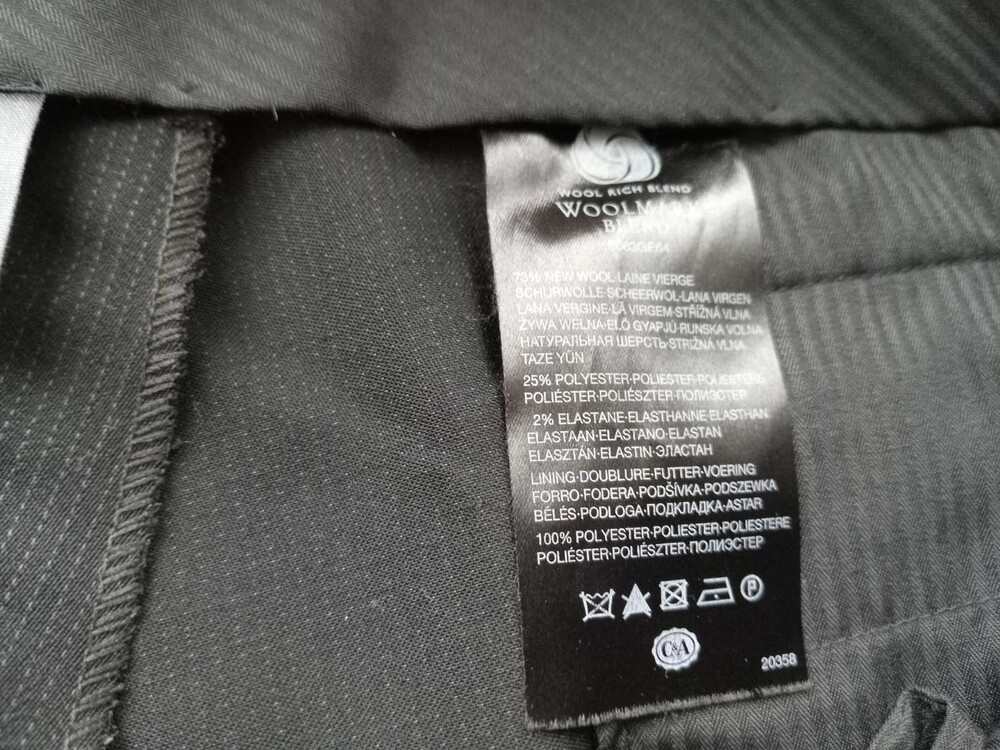 WOOL RICH BLEND
WOOLMARK
BLEND
73% NEW WOOL·LAINE VIERGE
SCHURWOLLE SCHEERWOL·LANA VIRGEN
LANA VERGINE·LÃ VIRGEM·STŘIŽNÁ VLNA
ŻYWA WEŁNA·ÉLŐ GYAPJÚ·RUNSKA VOLNA
НАТУРАЛЬНАЯ ШЕРСТЬ·STRIŽNÁ VLNA
TAZE YÜN
25% POLYESTER·POLIESTER·POLIESTERE
POLIÉSTER·POLIÉSZTER·ПОЛИЭСТЕР
2% ELASTANE·ELASTHANNE·ELASTHAN
ELASTAAN·ELASTANO·ELASTAN
ELASZTÁN·ELASTIN·ЭЛАСТАН
LINING·DOUBLURE·FUTTER·VOERING
FORRO·FODERA·PODŠÍVKA·PODSZEWKA
BÉLÉS·PODLOGA·ПОДКЛАДКА·ASTAR
100% POLYESTER·POLIESTER·POLIESTERE
POLIÉSTER·POLIÉSZTER·ПОЛИЭСТЕР
P
C&A
20358